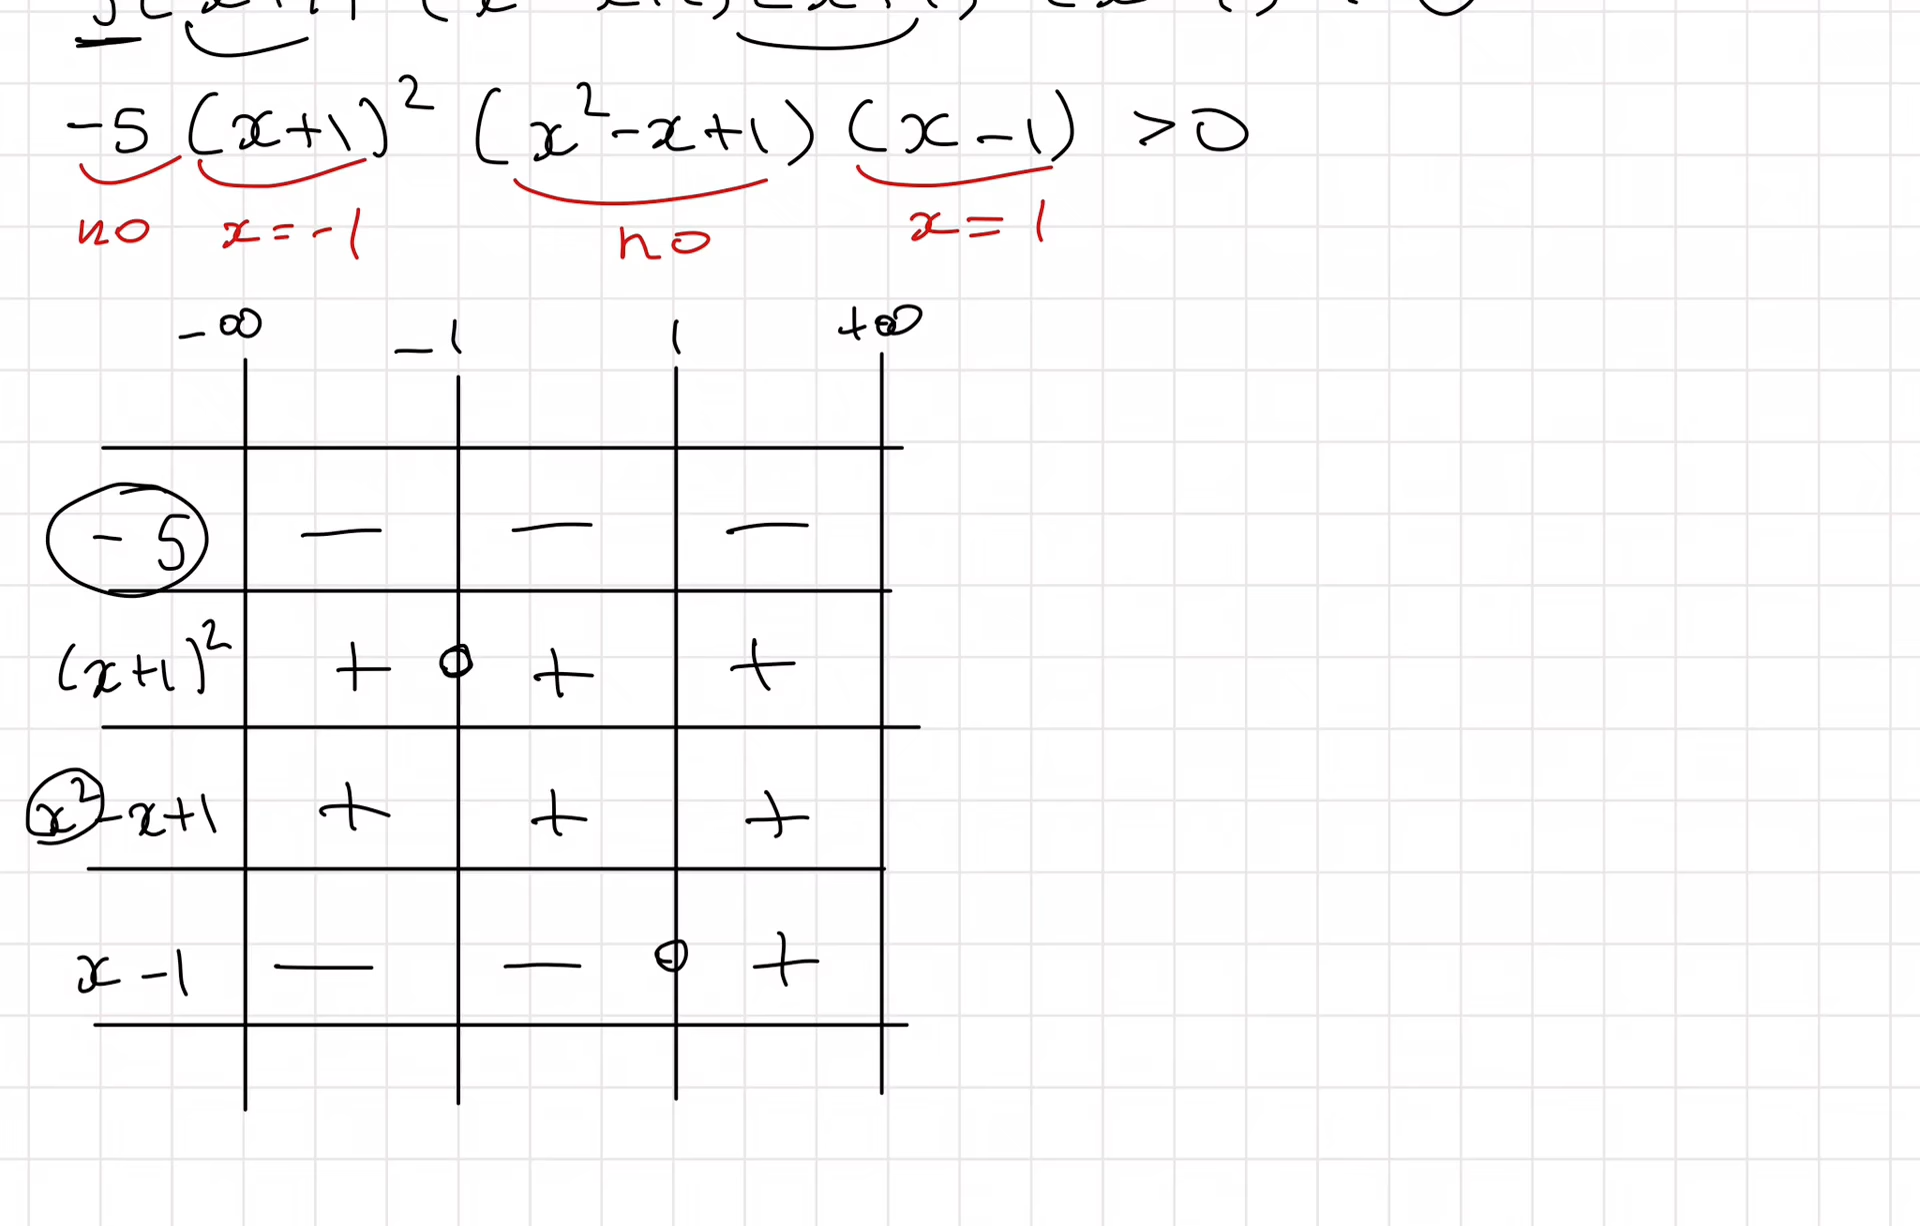 -5 (x+1)² (x²-x+1) (x-1) >0
no x=-1 no x=1
-∞ -1 1 +∞
-5 — — —
(x+1)² + 0 + +
x²-x+1 + + +
x-1 — — 0 +